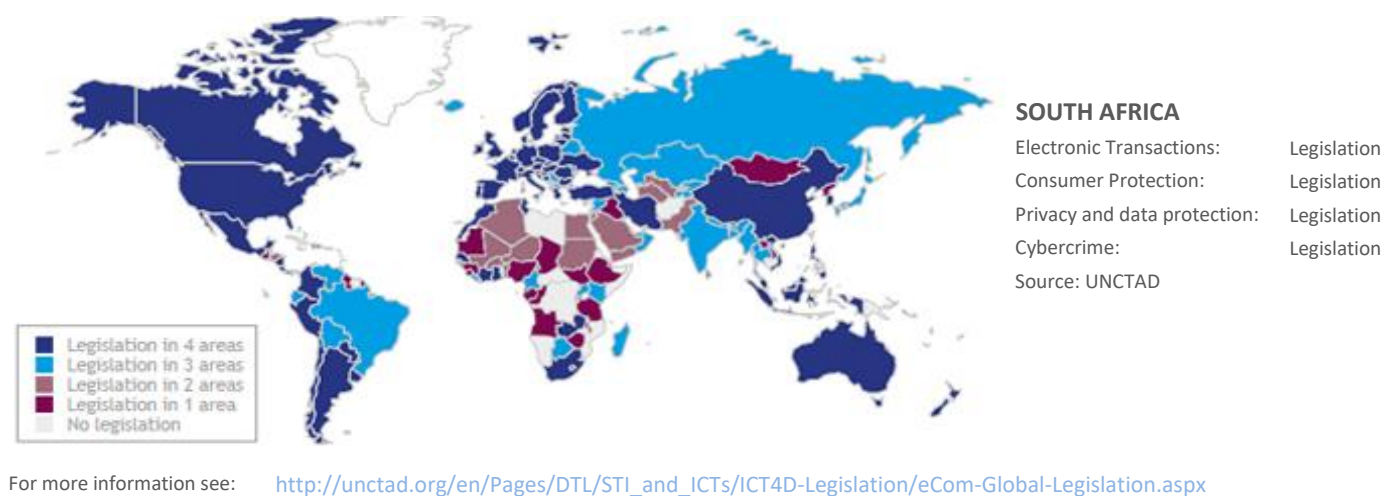 SOUTH AFRICA
Electronic Transactions: Legislation
Consumer Protection: Legislation
Privacy and data protection: Legislation
Cybercrime: Legislation
Source: UNCTAD
Legislation in 4 areas
Legislation in 3 areas
Legislation in 2 areas
Legislation in 1 area
No legislation
For more information see: http://unctad.org/en/Pages/DTL/STI_and_ICTs/ICT4D-Legislation/eCom-Global-Legislation.aspx